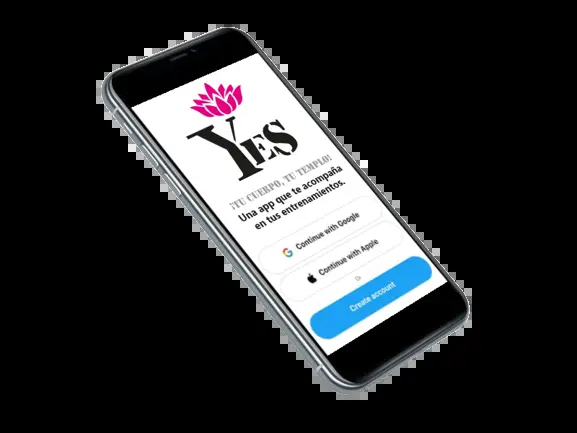 YES
¡TU CUERPO, TU TEMPLO!
Una app que te acompaña
en tus entrenamientos.
Continue with Google
Continue with Apple
Or
Create account